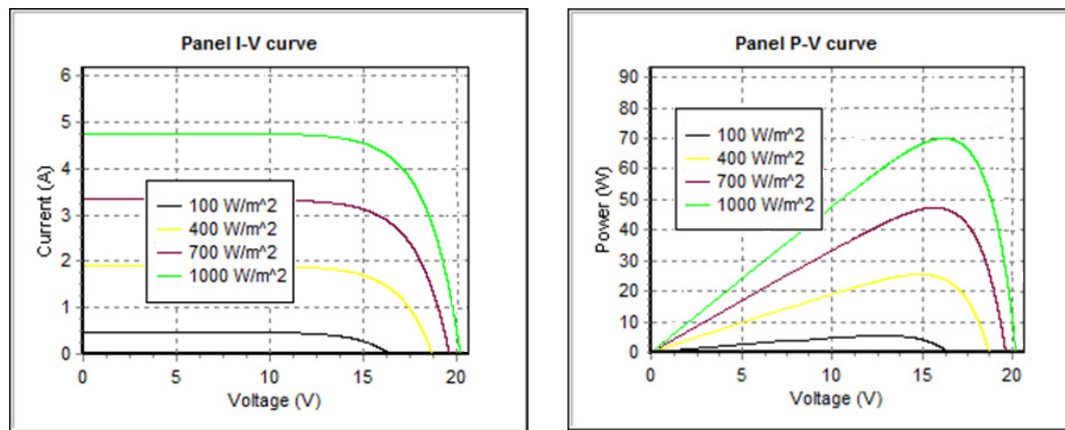 Panel I-V curve
6
5
4
3
2
1
0
Current (A)
100 W/m^2
400 W/m^2
700 W/m^2
1000 W/m^2
0 5 10 15 20
Voltage (V)
Panel P-V curve
90
80
70
60
50
40
30
20
10
0
Power (W)
100 W/m^2
400 W/m^2
700 W/m^2
1000 W/m^2
0 5 10 15 20
Voltage (V)